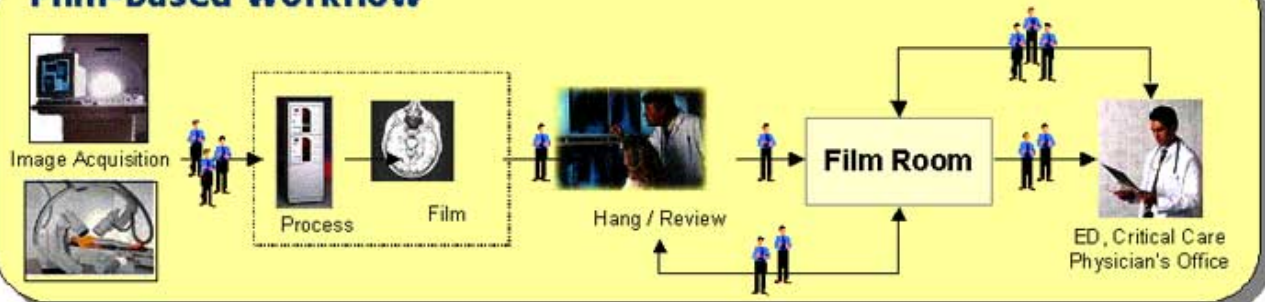 Film-Based Workflow
Image Acquisition
Process
Film
Hang / Review
Film Room
ED, Critical Care
Physician's Office